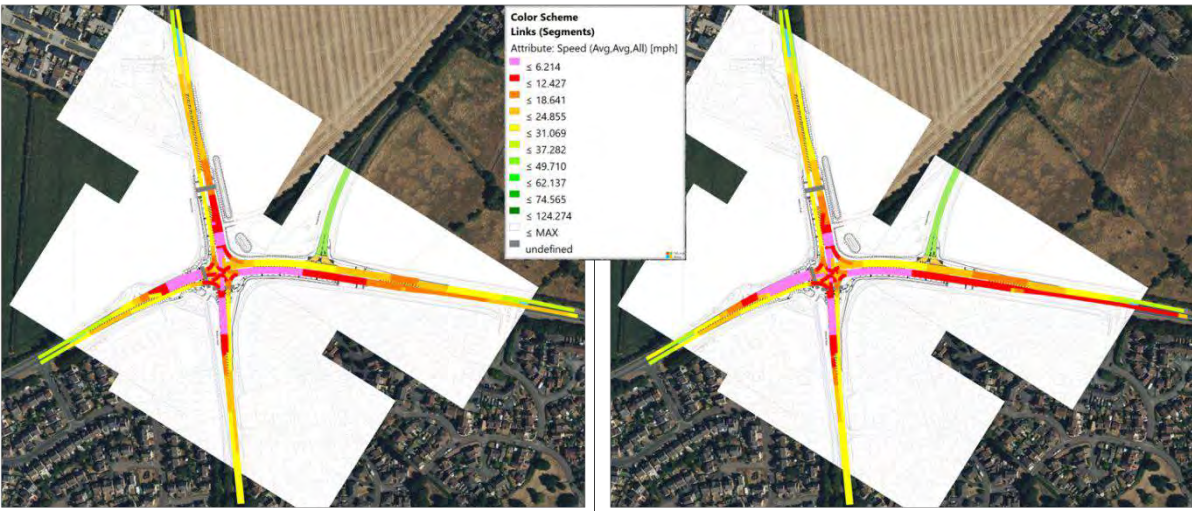 Color Scheme
Links (Segments)
Attribute: Speed (Avg,Avg,All) [mph]
≤ 6.214
≤ 12.427
≤ 18.641
≤ 24.855
≤ 31.069
≤ 37.282
≤ 49.710
≤ 62.137
≤ 74.565
≤ 124.274
≤ MAX
undefined